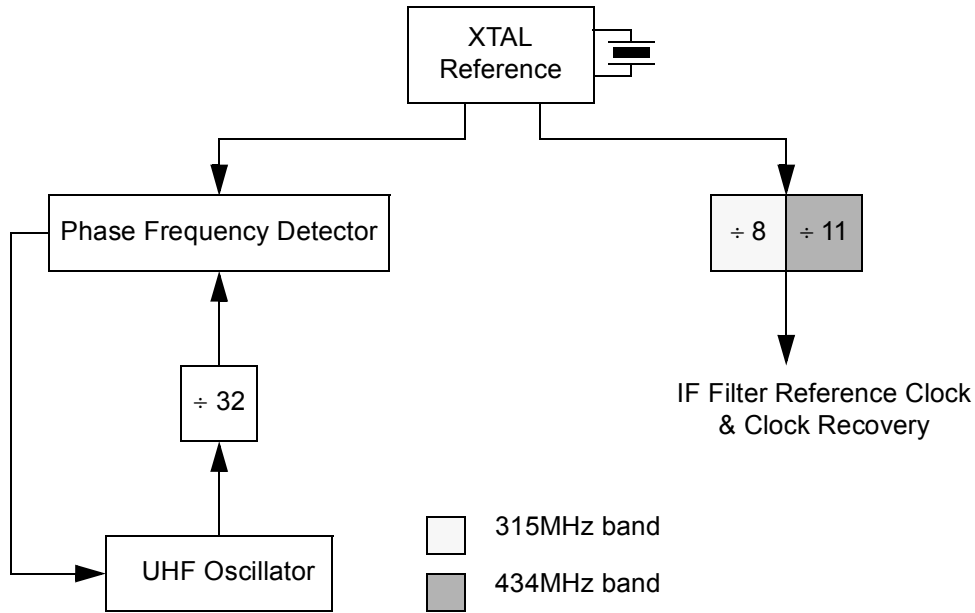 XTAL
Reference
Phase Frequency Detector
÷ 8
÷ 11
÷ 32
IF Filter Reference Clock
& Clock Recovery
UHF Oscillator
315MHz band
434MHz band